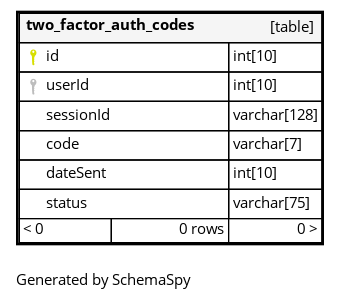 two_factor_auth_codes [table]
id int[10]
userId int[10]
sessionId varchar[128]
code varchar[7]
dateSent int[10]
status varchar[75]
< 0 0 rows 0 >
Generated by SchemaSpy